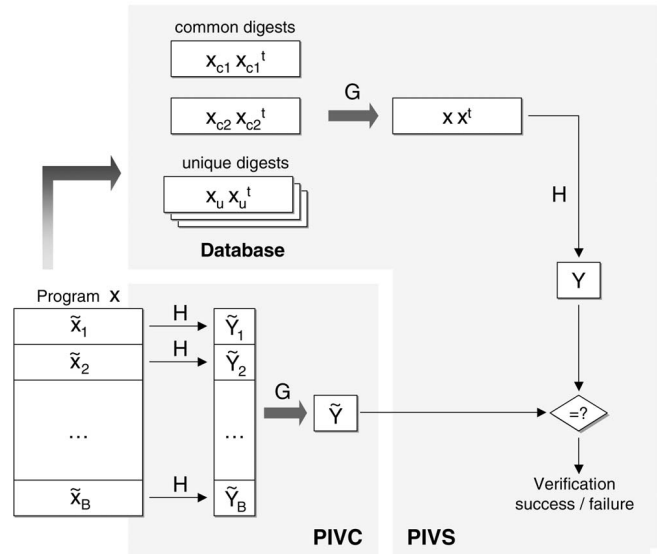 common digests
x_c1 x_c1^t
x_c2 x_c2^t
G
x x^t
unique digests
x_u x_u^t
Database
H
Y
Program x
x̃_1
H
Ỹ_1
x̃_2
H
Ỹ_2
G
Ỹ
=?
...
...
x̃_B
H
Ỹ_B
Verification
success / failure
PIVC
PIVS